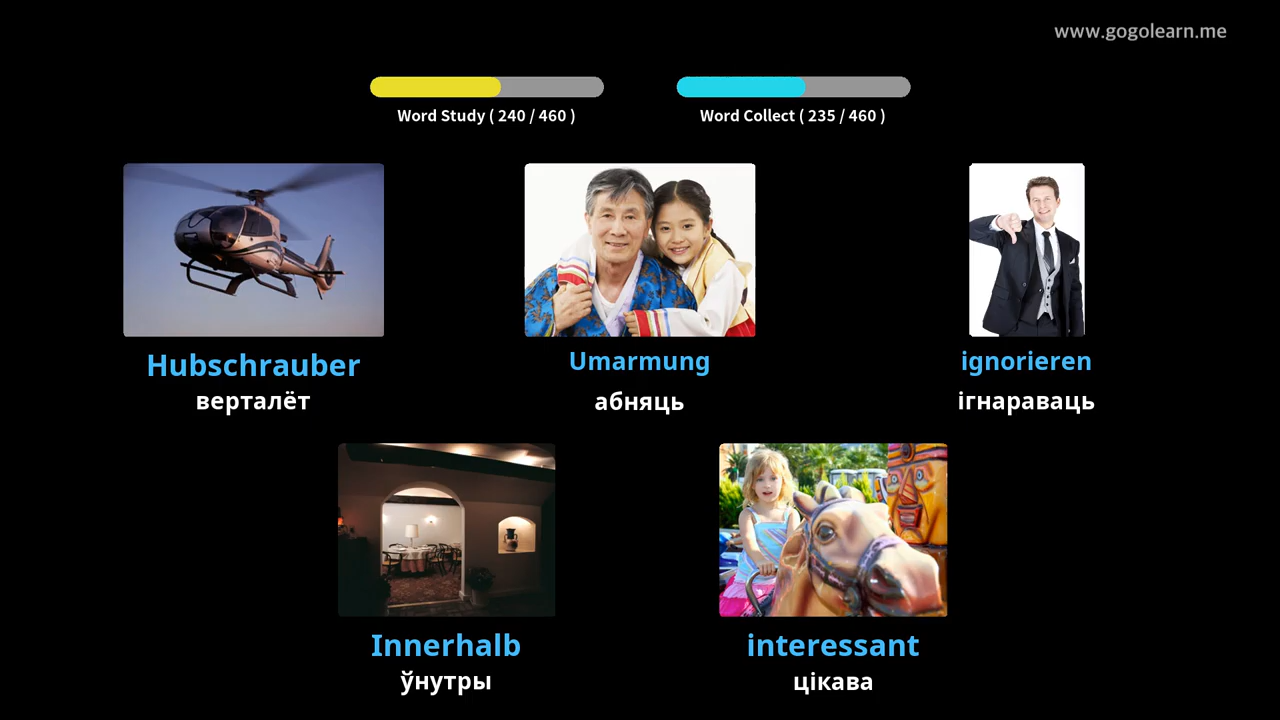 www.gogolearn.me
Word Study ( 240 / 460 )
Word Collect ( 235 / 460 )
Hubschrauber
верталёт
Umarmung
абняць
ignorieren
ігнараваць
Innerhalb
ўнутры
interessant
цікава